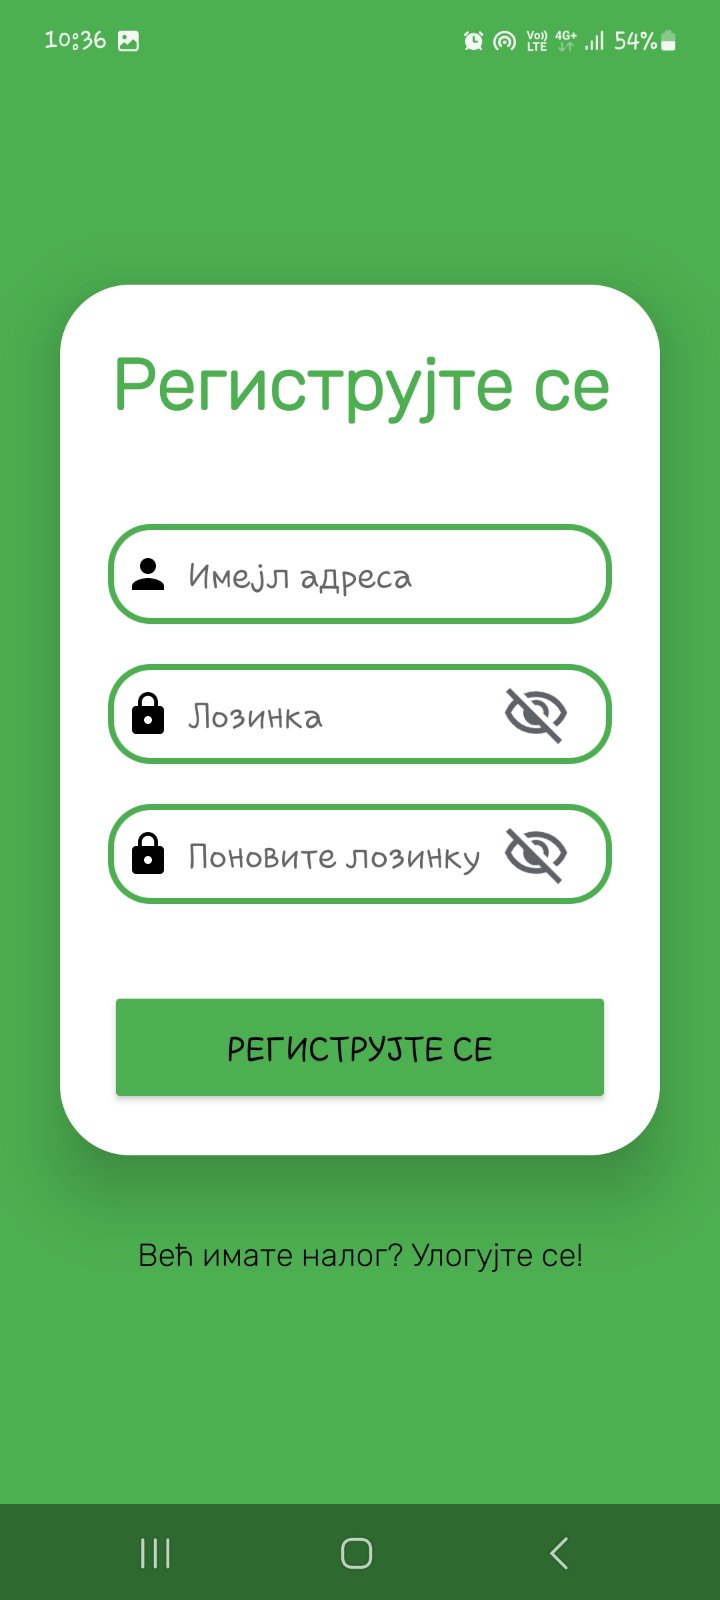 10:36
Vo)) LTE 4G+ 54%
Региструјте се
Имејл адреса
Лозинка
Поновите лозинку
РЕГИСТРУЈТЕ СЕ
Већ имате налог? Улогујте се!